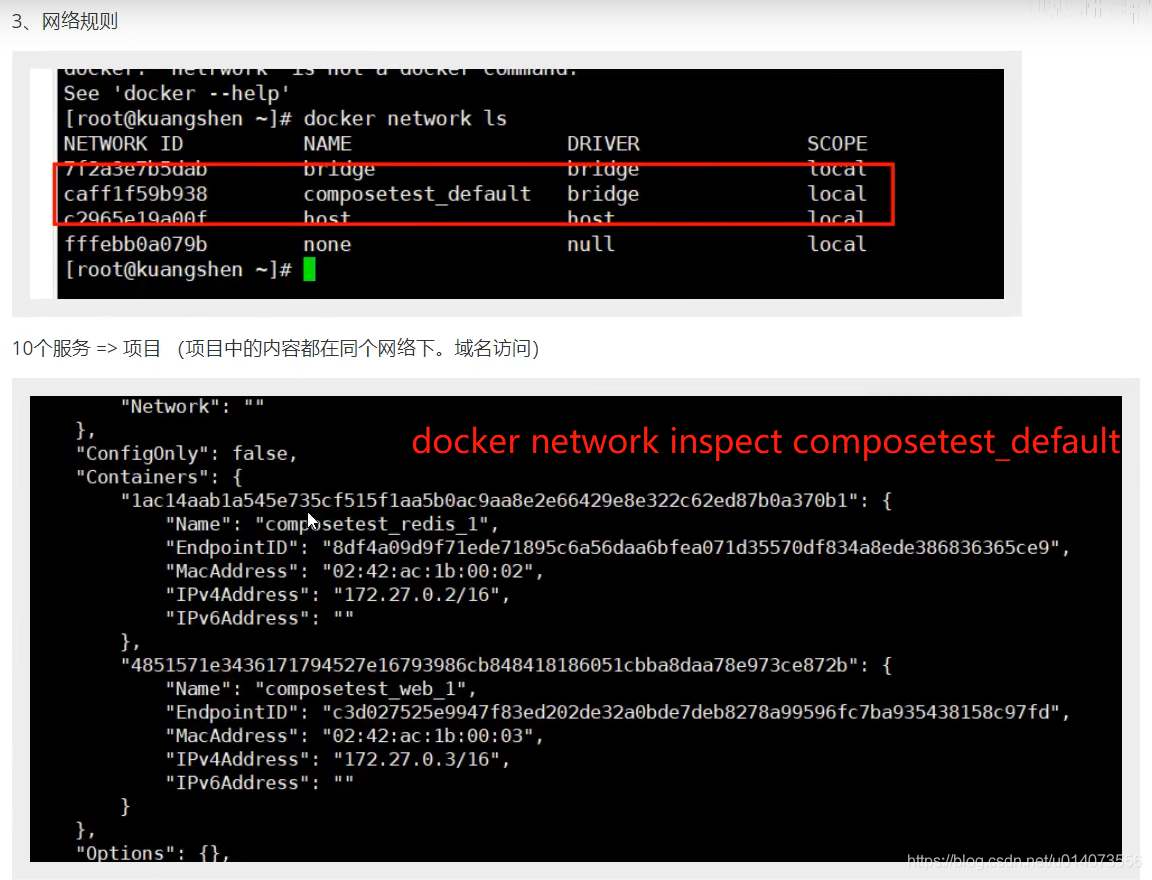 3、网络规则
docker: 'netrwork' is not a docker command.
See 'docker --help'
[root@kuangshen ~]# docker network ls
NETWORK ID NAME DRIVER SCOPE
7f2a3e7b5dab bridge bridge local
caff1f59b938 composetest_default bridge local
c2965e19a00f host host local
fffebb0a079b none null local
[root@kuangshen ~]#
10个服务 => 项目 (项目中的内容都在同个网络下。域名访问)
"Network": ""
},
docker network inspect composetest_default
"ConfigOnly": false,
"Containers": {
"1ac14aab1a545e735cf515f1aa5b0ac9aa8e2e66429e8e322c62ed87b0a370b1": {
"Name": "composetest_redis_1",
"EndpointID": "8df4a09d9f71ede71895c6a56daa6bfea071d35570df834a8ede386836365ce9",
"MacAddress": "02:42:ac:1b:00:02",
"IPv4Address": "172.27.0.2/16",
"IPv6Address": ""
},
"4851571e3436171794527e16793986cb848418186051cbba8daa78e973ce872b": {
"Name": "composetest_web_1",
"EndpointID": "c3d027525e9947f83ed202de32a0bde7deb8278a99596fc7ba935438158c97fd",
"MacAddress": "02:42:ac:1b:00:03",
"IPv4Address": "172.27.0.3/16",
"IPv6Address": ""
}
},
"Options": {},
https://blog.csdn.net/u014073556